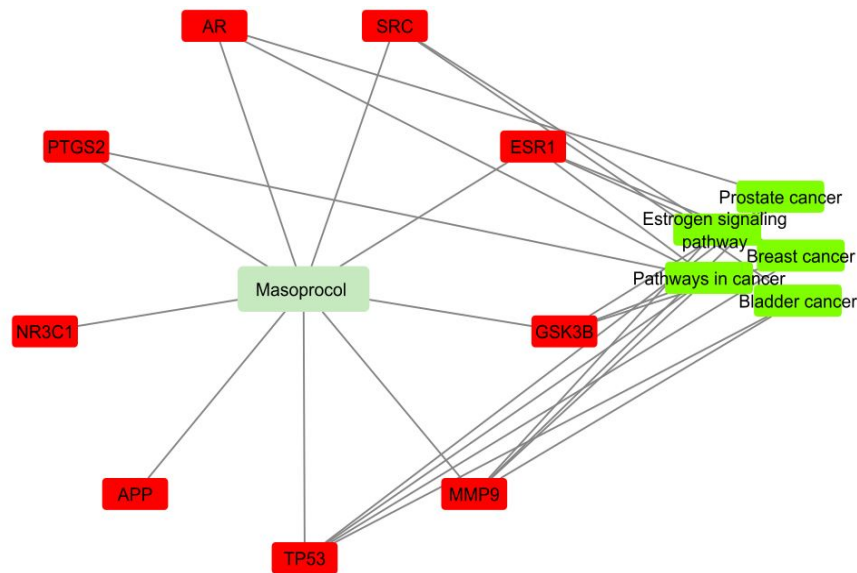 AR
SRC
PTGS2
ESR1
Prostate cancer
Estrogen signaling
pathway
Breast cancer
Pathways in cancer
Masoprocol
Bladder cancer
NR3C1
GSK3B
APP
MMP9
TP53